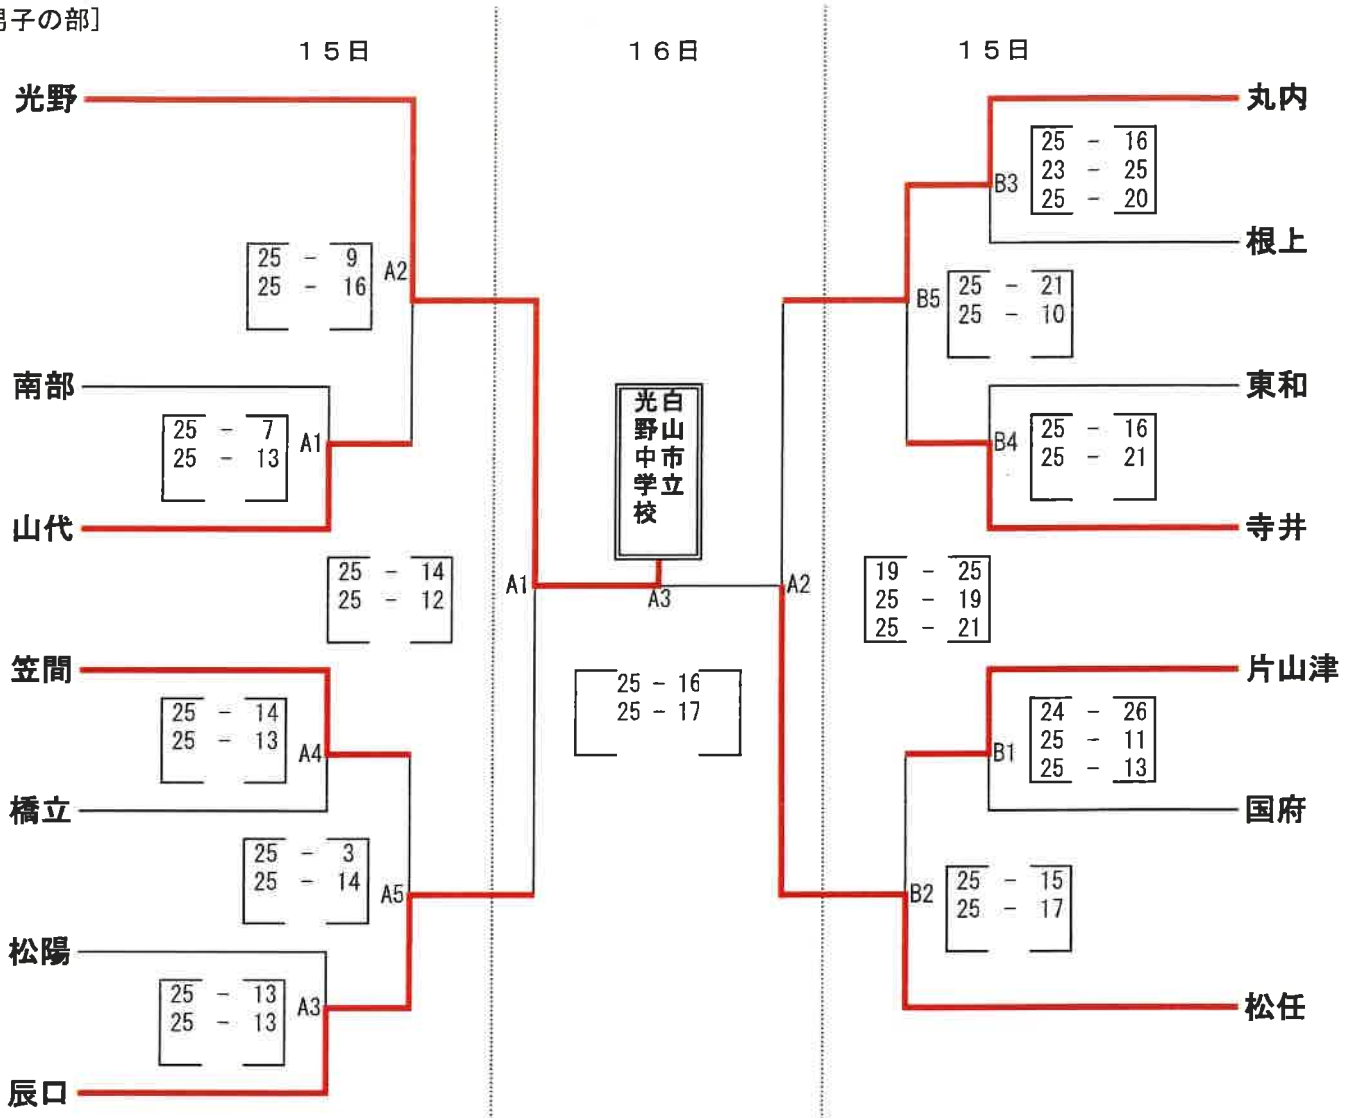 男子の部]
１５日
１６日
１５日
光野
25 - 9
25 - 16
A2
南部
25 - 7
25 - 13
A1
山代
25 - 14
25 - 12
A1
笠間
25 - 14
25 - 13
A4
橋立
25 - 3
25 - 14
A5
松陽
25 - 13
25 - 13
A3
辰口
白山市立
光野中学校
A3
25 - 16
25 - 17
丸内
B3
25 - 16
23 - 25
25 - 20
根上
B5
25 - 21
25 - 10
東和
B4
25 - 16
25 - 21
寺井
A2
19 - 25
25 - 19
25 - 21
片山津
B1
24 - 26
25 - 11
25 - 13
国府
B2
25 - 15
25 - 17
松任